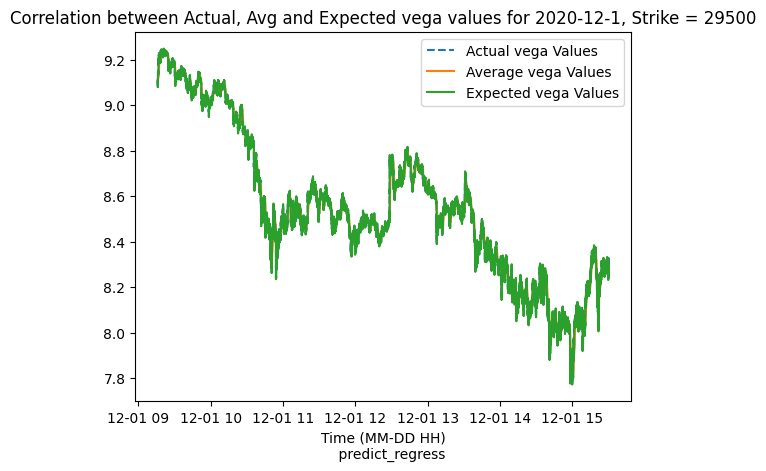 Correlation between Actual, Avg and Expected vega values for 2020-12-1, Strike = 29500
Actual vega Values
Average vega Values
Expected vega Values
9.2
9.0
8.8
8.6
8.4
8.2
8.0
7.8
12-01 09 12-01 10 12-01 11 12-01 12 12-01 13 12-01 14 12-01 15
Time (MM-DD HH)
predict_regress